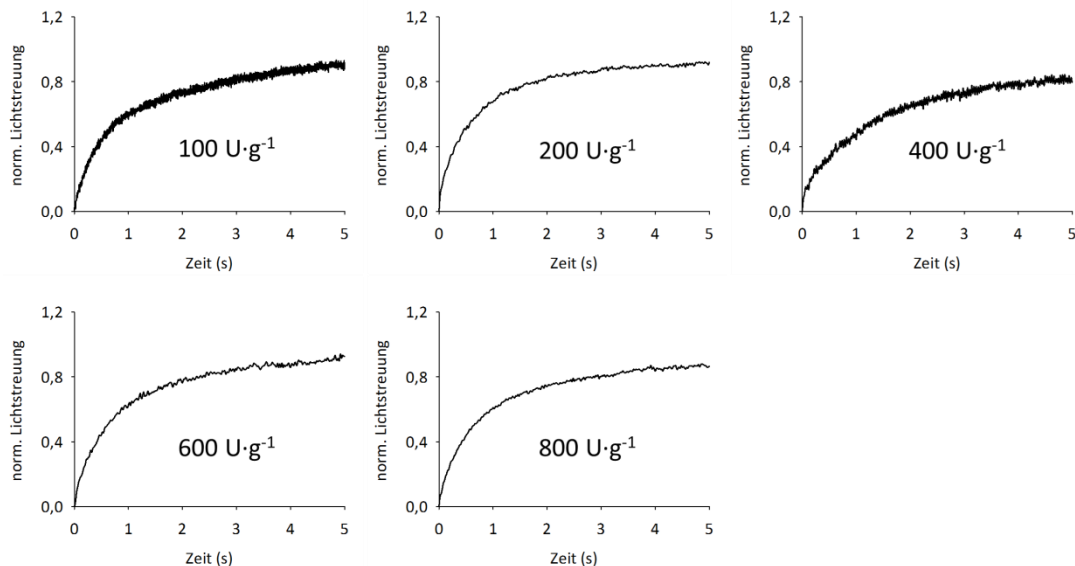 norm. Lichtstreuung
1,2
0,8
0,4
0,0
100 U·g⁻¹
0 1 2 3 4 5
Zeit (s)
norm. Lichtstreuung
1,2
0,8
0,4
0,0
200 U·g⁻¹
0 1 2 3 4 5
Zeit (s)
norm. Lichtstreuung
1,2
0,8
0,4
0,0
400 U·g⁻¹
0 1 2 3 4 5
Zeit (s)
norm. Lichtstreuung
1,2
0,8
0,4
0,0
600 U·g⁻¹
0 1 2 3 4 5
Zeit (s)
norm. Lichtstreuung
1,2
0,8
0,4
0,0
800 U·g⁻¹
0 1 2 3 4 5
Zeit (s)